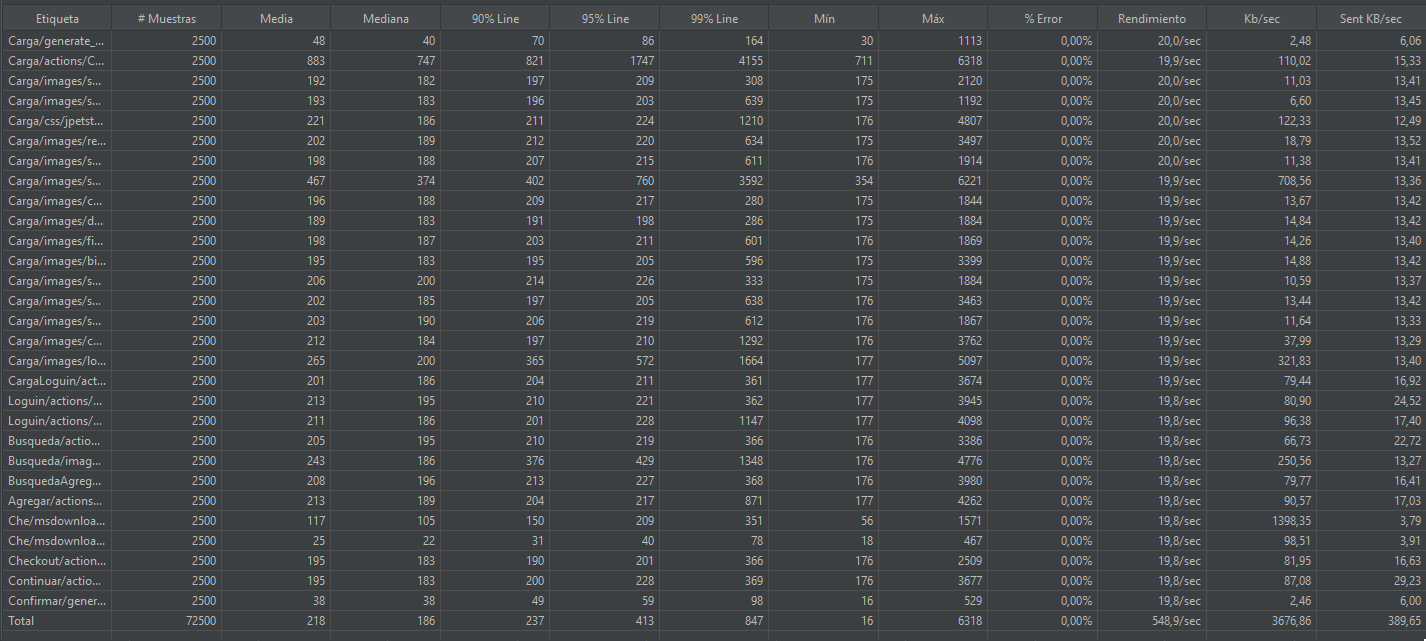 Etiqueta # Muestras Media Mediana 90% Line 95% Line 99% Line Mín Máx % Error Rendimiento Kb/sec Sent KB/sec
Carga/generate_... 2500 48 40 70 86 164 30 1113 0,00% 20,0/sec 2,48 6,06
Carga/actions/C... 2500 883 747 821 1747 4155 711 6318 0,00% 19,9/sec 110,02 15,33
Carga/images/s... 2500 192 182 197 209 308 175 2120 0,00% 20,0/sec 11,03 13,41
Carga/images/s... 2500 193 183 196 203 639 175 1192 0,00% 20,0/sec 6,60 13,45
Carga/css/jpetst... 2500 221 186 211 224 1210 176 4807 0,00% 20,0/sec 122,33 12,49
Carga/images/re... 2500 202 189 212 220 634 175 3497 0,00% 20,0/sec 18,79 13,52
Carga/images/s... 2500 198 188 207 215 611 176 1914 0,00% 20,0/sec 11,38 13,41
Carga/images/s... 2500 467 374 402 760 3592 354 6221 0,00% 19,9/sec 708,56 13,36
Carga/images/c... 2500 196 188 209 217 280 175 1844 0,00% 19,9/sec 13,67 13,42
Carga/images/d... 2500 189 183 191 198 286 175 1884 0,00% 19,9/sec 14,84 13,42
Carga/images/fi... 2500 198 187 203 211 601 176 1869 0,00% 19,9/sec 14,26 13,40
Carga/images/bi... 2500 195 183 195 205 596 175 3399 0,00% 19,9/sec 14,88 13,42
Carga/images/s... 2500 206 200 214 226 333 175 1884 0,00% 19,9/sec 10,59 13,37
Carga/images/s... 2500 202 185 197 205 638 176 3463 0,00% 19,9/sec 13,44 13,42
Carga/images/s... 2500 203 190 206 219 612 176 1867 0,00% 19,9/sec 11,64 13,33
Carga/images/c... 2500 212 184 197 210 1292 176 3762 0,00% 19,9/sec 37,99 13,29
Carga/images/lo... 2500 265 200 365 572 1664 177 5097 0,00% 19,9/sec 321,83 13,40
CargaLoguin/act... 2500 201 186 204 211 361 177 3674 0,00% 19,9/sec 79,44 16,92
Loguin/actions/... 2500 213 195 210 221 362 177 3945 0,00% 19,8/sec 80,90 24,52
Loguin/actions/... 2500 211 186 201 228 1147 177 4098 0,00% 19,8/sec 96,38 17,40
Busqueda/actio... 2500 205 195 210 219 366 176 3386 0,00% 19,8/sec 66,73 22,72
Busqueda/imag... 2500 243 186 376 429 1348 176 4776 0,00% 19,8/sec 250,56 13,27
BusquedaAgreg... 2500 208 196 213 227 368 176 3980 0,00% 19,8/sec 79,77 16,41
Agregar/actions... 2500 213 189 204 217 871 177 4262 0,00% 19,8/sec 90,57 17,03
Che/msdownloa... 2500 117 105 150 209 351 56 1571 0,00% 19,8/sec 1398,35 3,79
Che/msdownloa... 2500 25 22 31 40 78 18 467 0,00% 19,8/sec 98,51 3,91
Checkout/action... 2500 195 183 190 201 366 176 2509 0,00% 19,8/sec 81,95 16,63
Continuar/actio... 2500 195 183 200 228 369 176 3677 0,00% 19,8/sec 87,08 29,23
Confirmar/gener... 2500 38 38 49 59 98 16 529 0,00% 19,8/sec 2,46 6,00
Total 72500 218 186 237 413 847 16 6318 0,00% 548,9/sec 3676,86 389,65